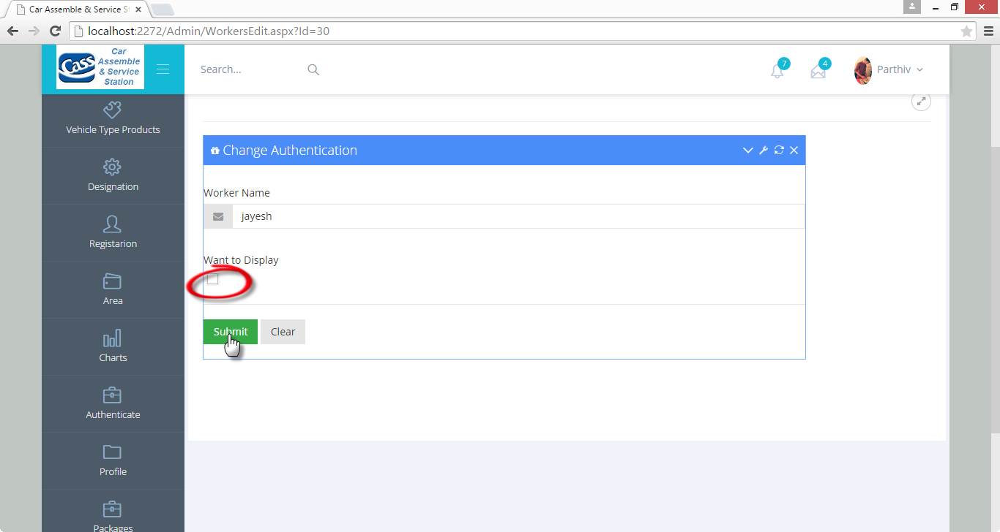 Car Assemble & Service St
localhost:2272/Admin/WorkersEdit.aspx?Id=30
Cass
Car
Assemble
& Service
Station
Search...
7
4
Parthiv
Vehicle Type Products
Designation
Registarion
Area
Charts
Authenticate
Profile
Packages
Change Authentication
Worker Name
jayesh
Want to Display
Submit
Clear